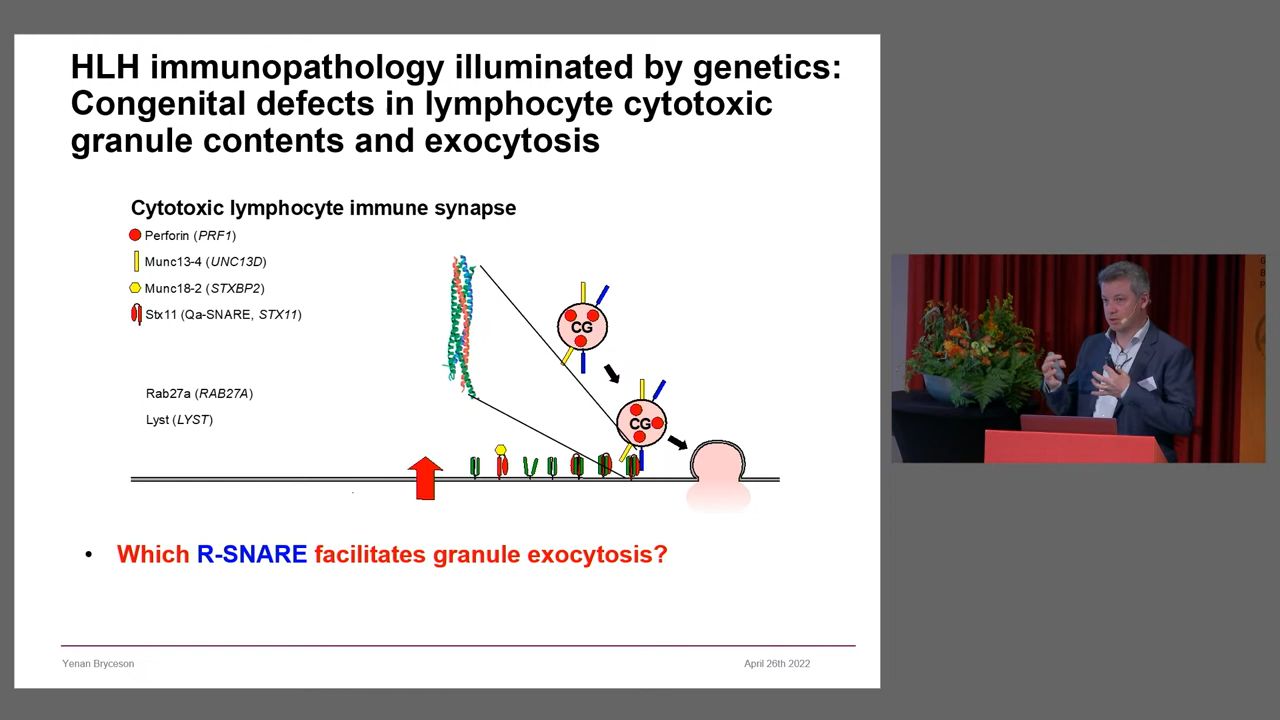 HLH immunopathology illuminated by genetics:
Congenital defects in lymphocyte cytotoxic
granule contents and exocytosis
Cytotoxic lymphocyte immune synapse
Perforin (PRF1)
Munc13-4 (UNC13D)
Munc18-2 (STXBP2)
Stx11 (Qa-SNARE, STX11)
Rab27a (RAB27A)
Lyst (LYST)
CG
CG
• Which R-SNARE facilitates granule exocytosis?
Yenan Bryceson
April 26th 2022